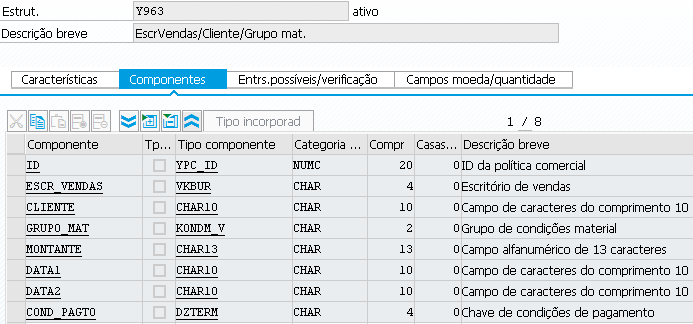 Estrut. Y963 ativo
Descrição breve EscrVendas/Cliente/Grupo mat.
Características Componentes Entrs.possíveis/verificação Campos moeda/quantidade
Tipo incorporad 1 / 8
Componente Tp... Tipo componente Categoria ... Compr Casas... Descrição breve
ID YPC_ID NUMC 20 0 ID da política comercial
ESCR_VENDAS VKBUR CHAR 4 0 Escritório de vendas
CLIENTE CHAR10 CHAR 10 0 Campo de caracteres do comprimento 10
GRUPO_MAT KONDM_V CHAR 2 0 Grupo de condições material
MONTANTE CHAR13 CHAR 13 0 Campo alfanumérico de 13 caracteres
DATA1 CHAR10 CHAR 10 0 Campo de caracteres do comprimento 10
DATA2 CHAR10 CHAR 10 0 Campo de caracteres do comprimento 10
COND_PAGTO DZTERM CHAR 4 0 Chave de condições de pagamento